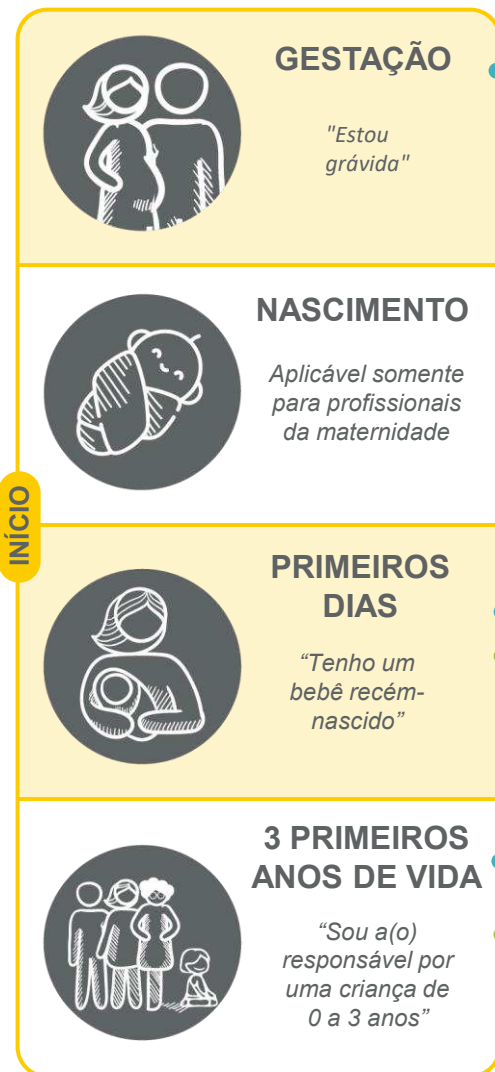 GESTAÇÃO
"Estou
grávida"
NASCIMENTO
Aplicável somente
para profissionais
da maternidade
INÍCIO
PRIMEIROS
DIAS
“Tenho um
bebê recém-
nascido”
3 PRIMEIROS
ANOS DE VIDA
“Sou a(o)
responsável por
uma criança de
0 a 3 anos”